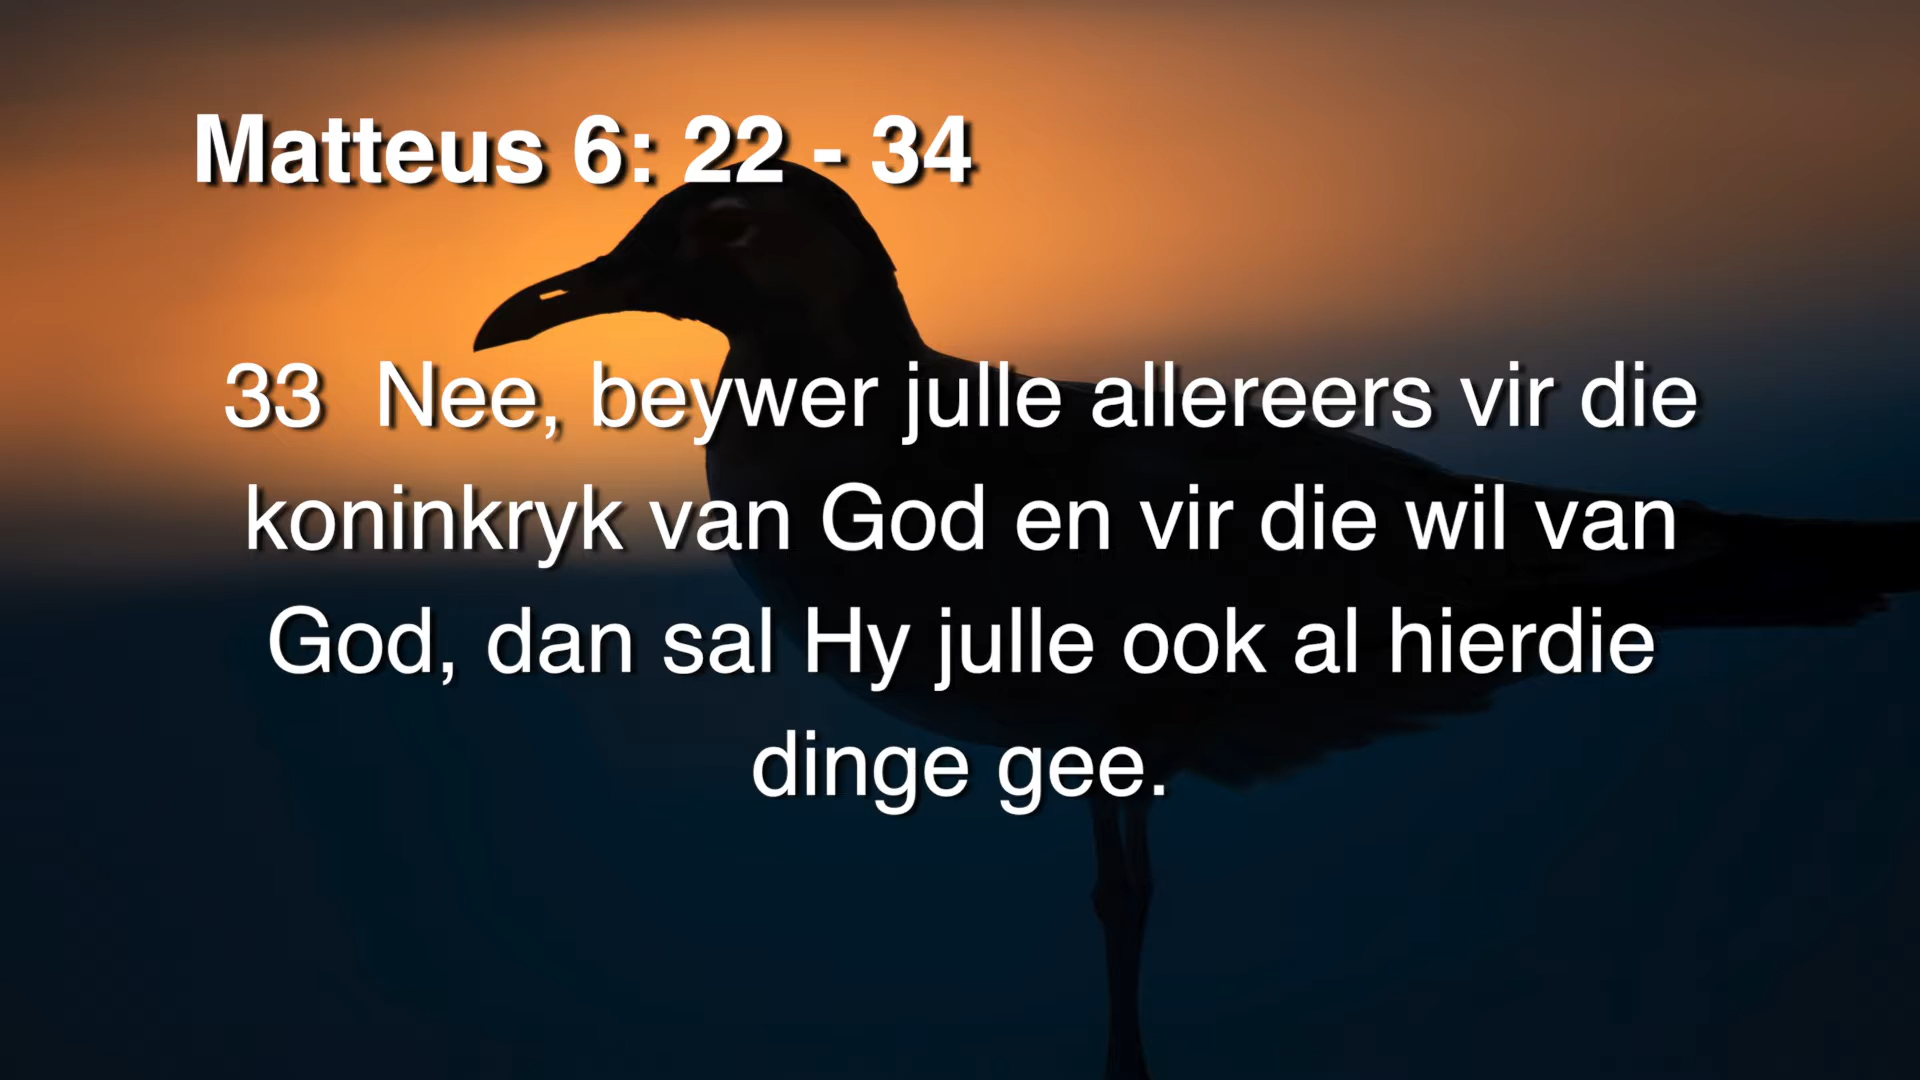 Matteus 6: 22 - 34
33 Nee, beywer julle allereers vir die
koninkryk van God en vir die wil van
God, dan sal Hy julle ook al hierdie
dinge gee.